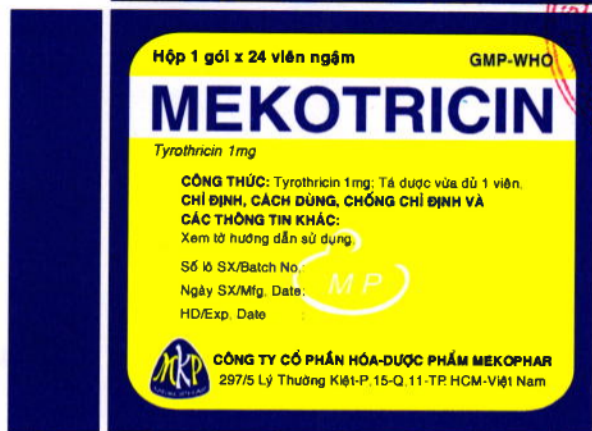 Hộp 1 gói x 24 viên ngậm
GMP-WHO
MEKOTRICIN
Tyrothricin 1mg
CÔNG THỨC: Tyrothricin 1mg; Tá dược vừa đủ 1 viên.
CHỈ ĐỊNH, CÁCH DÙNG, CHỐNG CHỈ ĐỊNH VÀ
CÁC THÔNG TIN KHÁC:
Xem tờ hướng dẫn sử dụng.
Số lô SX/Batch No.:
Ngày SX/Mfg. Date:
HD/Exp. Date :
MP
MKP
CÔNG TY CỔ PHẦN HÓA-DƯỢC PHẨM MEKOPHAR
297/5 Lý Thường Kiệt-P.15-Q.11-TP. HCM-Việt Nam